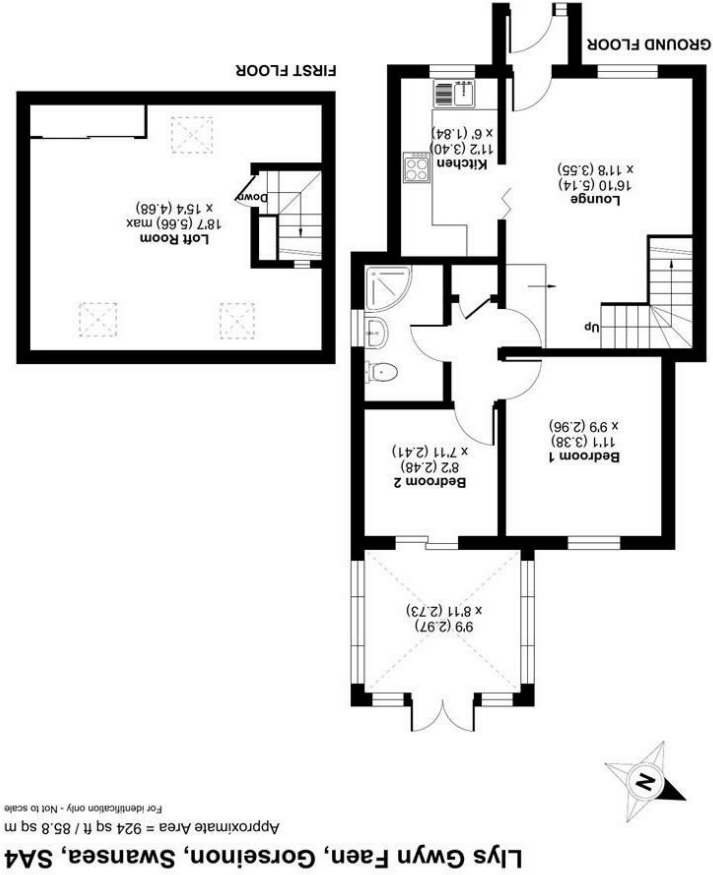 Llys Gwyn Faen, Gorseinon, Swansea, SA4
Approximate Area = 924 sq ft / 85.8 sq m
For identification only - Not to scale
N
9'9 (2.97)
x 8'11 (2.73)
Bedroom 1
11'1 (3.38)
x 9'9 (2.96)
Bedroom 2
8'2 (2.48)
x 7'11 (2.41)
Up
Lounge
16'10 (5.14)
x 11'8 (3.55)
Kitchen
11'2 (3.40)
x 6' (1.84)
GROUND FLOOR
Loft Room
18'7 (5.66) max
x 15'4 (4.68)
Down
FIRST FLOOR